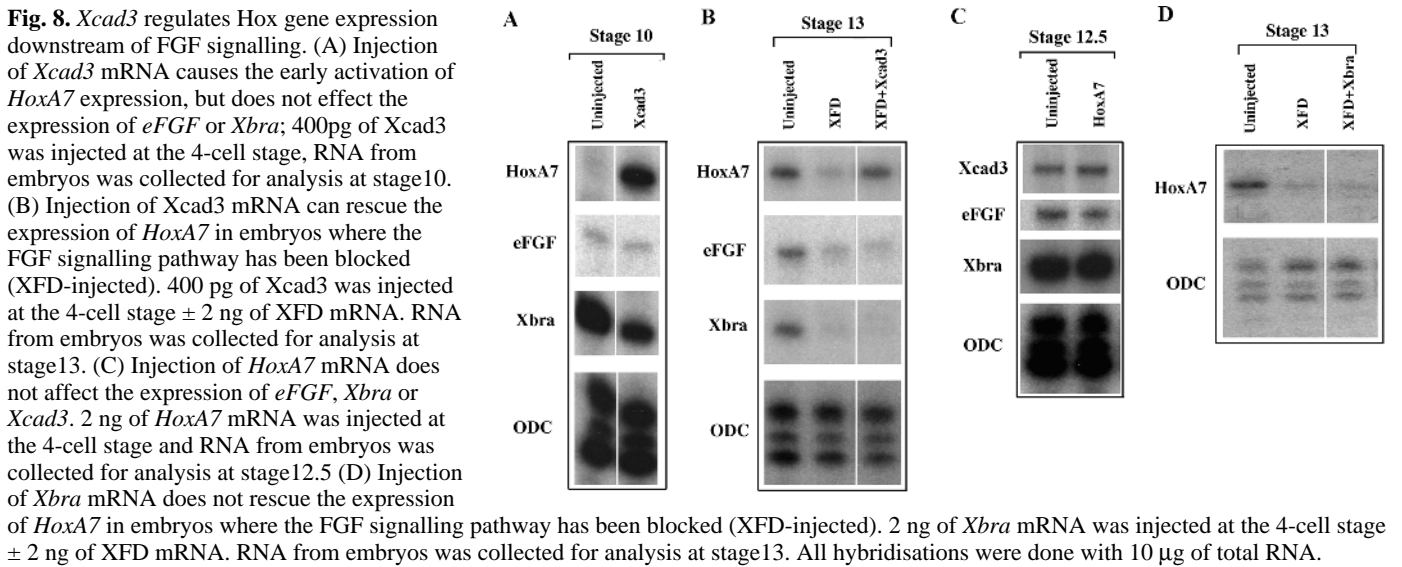 Fig. 8. Xcad3 regulates Hox gene expression
downstream of FGF signalling. (A) Injection
of Xcad3 mRNA causes the early activation of
HoxA7 expression, but does not effect the
expression of eFGF or Xbra; 400pg of Xcad3
was injected at the 4-cell stage, RNA from
embryos was collected for analysis at stage10.
(B) Injection of Xcad3 mRNA can rescue the
expression of HoxA7 in embryos where the
FGF signalling pathway has been blocked
(XFD-injected). 400 pg of Xcad3 was injected
at the 4-cell stage ± 2 ng of XFD mRNA. RNA
from embryos was collected for analysis at
stage13. (C) Injection of HoxA7 mRNA does
not affect the expression of eFGF, Xbra or
Xcad3. 2 ng of HoxA7 mRNA was injected at
the 4-cell stage and RNA from embryos was
collected for analysis at stage12.5 (D) Injection
of Xbra mRNA does not rescue the expression
of HoxA7 in embryos where the FGF signalling pathway has been blocked (XFD-injected). 2 ng of Xbra mRNA was injected at the 4-cell stage
± 2 ng of XFD mRNA. RNA from embryos was collected for analysis at stage13. All hybridisations were done with 10 μg of total RNA.
A
Stage 10
Uninjected
Xcad3
HoxA7
eFGF
Xbra
ODC
B
Stage 13
Uninjected
XFD
XFD+Xcad3
HoxA7
eFGF
Xbra
ODC
C
Stage 12.5
Uninjected
HoxA7
Xcad3
eFGF
Xbra
ODC
D
Stage 13
Uninjected
XFD
XFD+Xbra
HoxA7
ODC